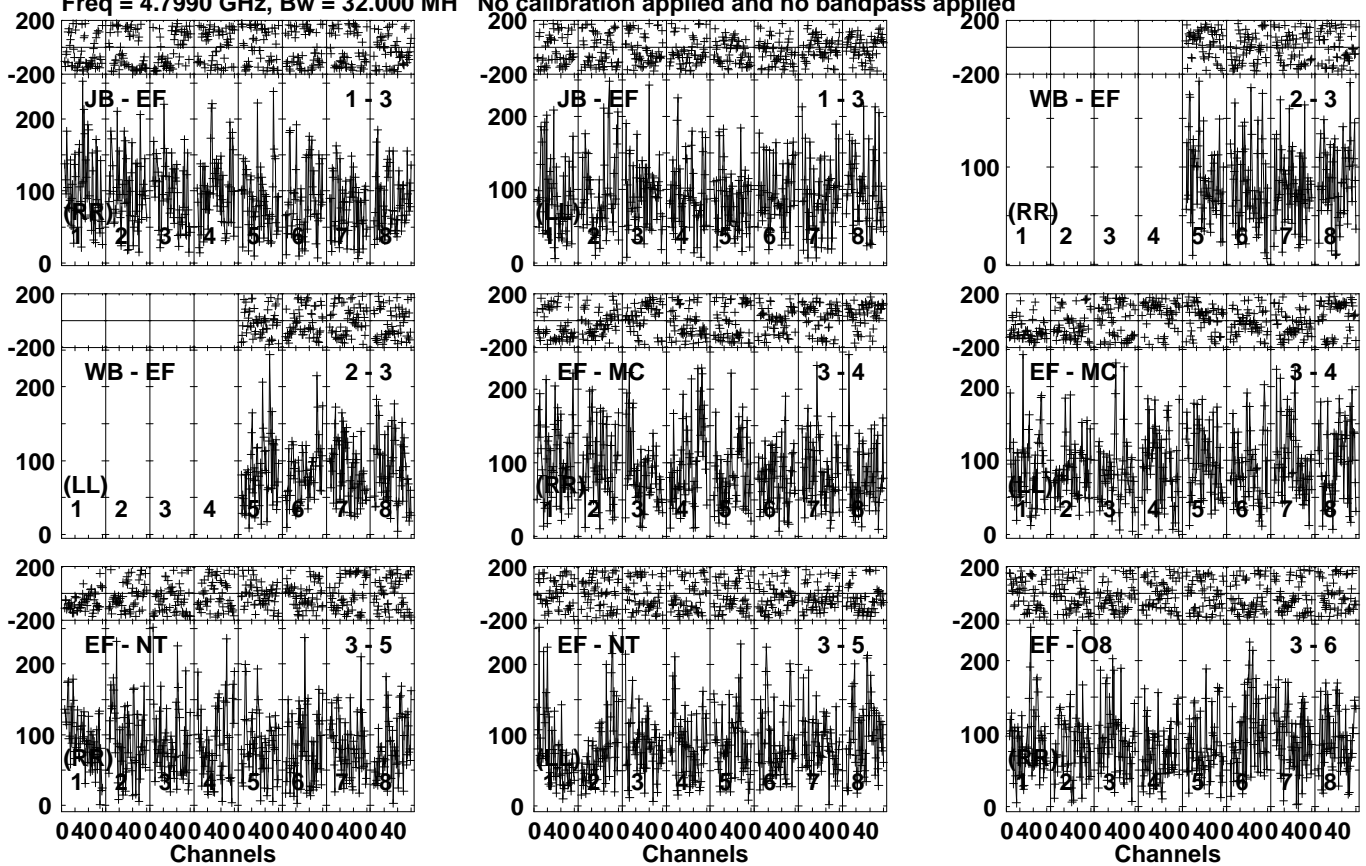 Freq = 4.7990 GHz, Bw = 32.000 MH No calibration applied and no bandpass applied
200
-200
JB - EF 1 - 3
200
100
(RR)
1 2 3 4 5 6 7 8
0
200
-200
JB - EF 1 - 3
200
100
(LL)
1 2 3 4 5 6 7 8
0
200
-200
WB - EF 2 - 3
200
100
(RR)
1 2 3 4 5 6 7 8
0
200
-200
WB - EF 2 - 3
200
100
(LL)
1 2 3 4 5 6 7 8
0
200
-200
EF - MC 3 - 4
200
100
(RR)
1 2 3 4 5 6 7 8
0
200
-200
EF - MC 3 - 4
200
100
(LL)
1 2 3 4 5 6 7 8
0
200
-200
EF - NT 3 - 5
200
100
(RR)
1 2 3 4 5 6 7 8
0
0 40 0 40 0 40 0 40 0 40 0 40 0 40 0 40
Channels
200
-200
EF - NT 3 - 5
200
100
(LL)
1 2 3 4 5 6 7 8
0
0 40 0 40 0 40 0 40 0 40 0 40 0 40 0 40
Channels
200
-200
EF - O8 3 - 6
200
100
(RR)
1 2 3 4 5 6 7 8
0
0 40 0 40 0 40 0 40 0 40 0 40 0 40 0 40
Channels